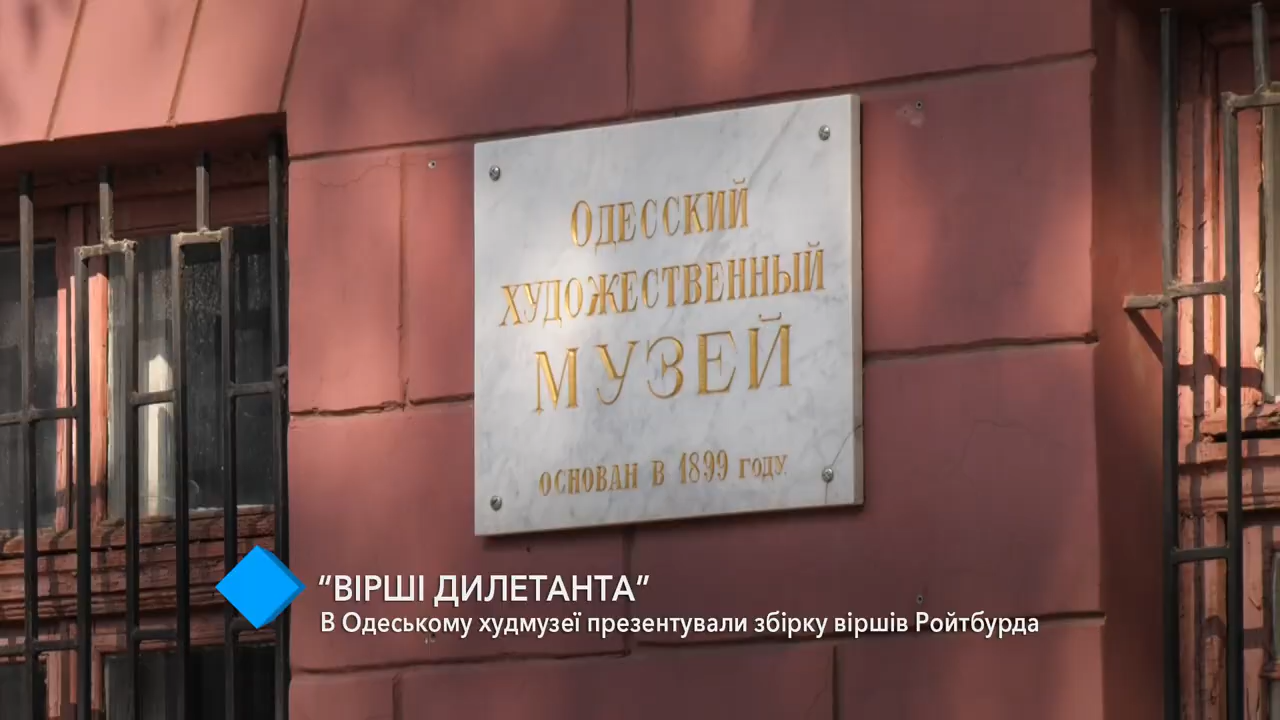 Одесский
художественный
музей
основан в 1899 году.
“ВІРШІ ДИЛЕТАНТА”
В Одеському худмузеї презентували збірку віршів Ройтбурда